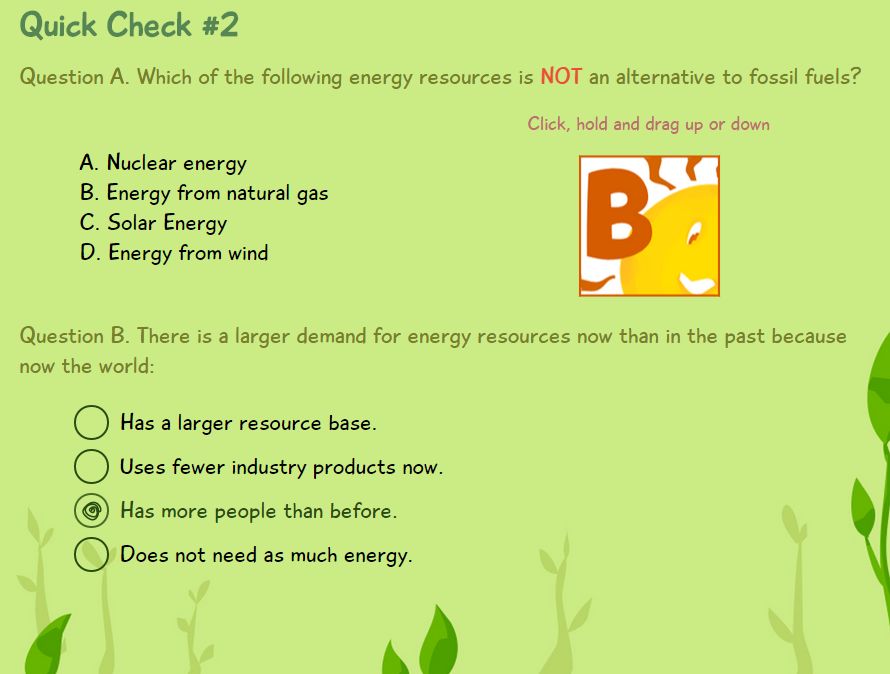 Quick Check #2
Question A. Which of the following energy resources is NOT an alternative to fossil fuels?
Click, hold and drag up or down
A. Nuclear energy
B. Energy from natural gas
C. Solar Energy
D. Energy from wind
B
Question B. There is a larger demand for energy resources now than in the past because
now the world:
Has a larger resource base.
Uses fewer industry products now.
Has more people than before.
Does not need as much energy.